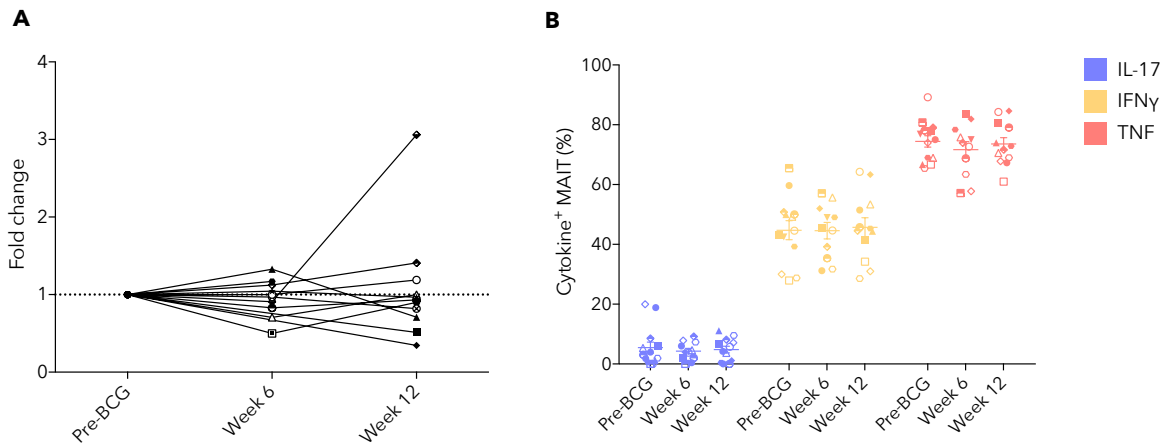 A
B
Fold change
4
3
2
1
0
Pre-BCG
Week 6
Week 12
Cytokine+ MAIT (%)
100
80
60
40
20
0
Pre-BCG
Week 6
Week 12
Pre-BCG
Week 6
Week 12
Pre-BCG
Week 6
Week 12
IL-17
IFNγ
TNF